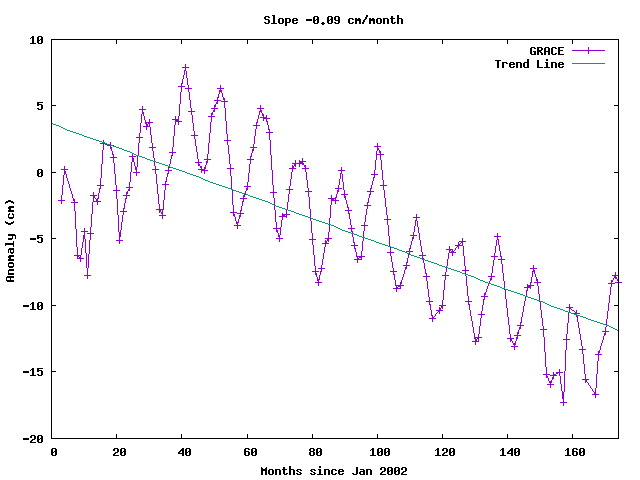 Slope -0.09 cm/month
GRACE
Trend Line
10
5
0
-5
-10
-15
-20
Anomaly (cm)
0 20 40 60 80 100 120 140 160
Months since Jan 2002